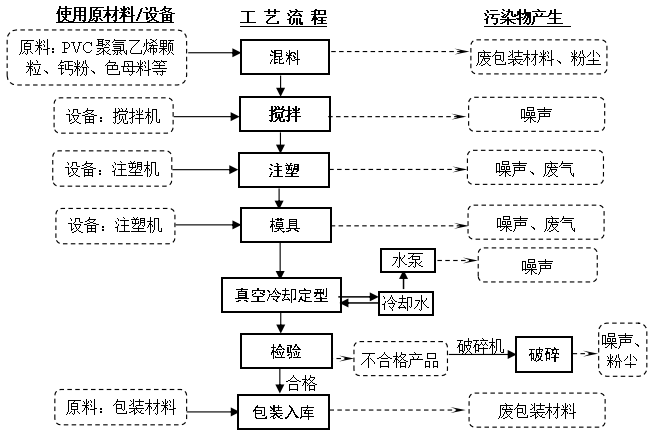 使用原材料/设备
工艺流程
污染物产生
原料：PVC聚氯乙烯颗
粒、钙粉、色母料等
混料
废包装材料、粉尘
设备：搅拌机
搅拌
噪声
设备：注塑机
注塑
噪声、废气
设备：注塑机
模具
噪声、废气
水泵
噪声
真空冷却定型
冷却水
检验
不合格产品
破碎机
破碎
噪声、
粉尘
合格
原料：包装材料
包装入库
废包装材料